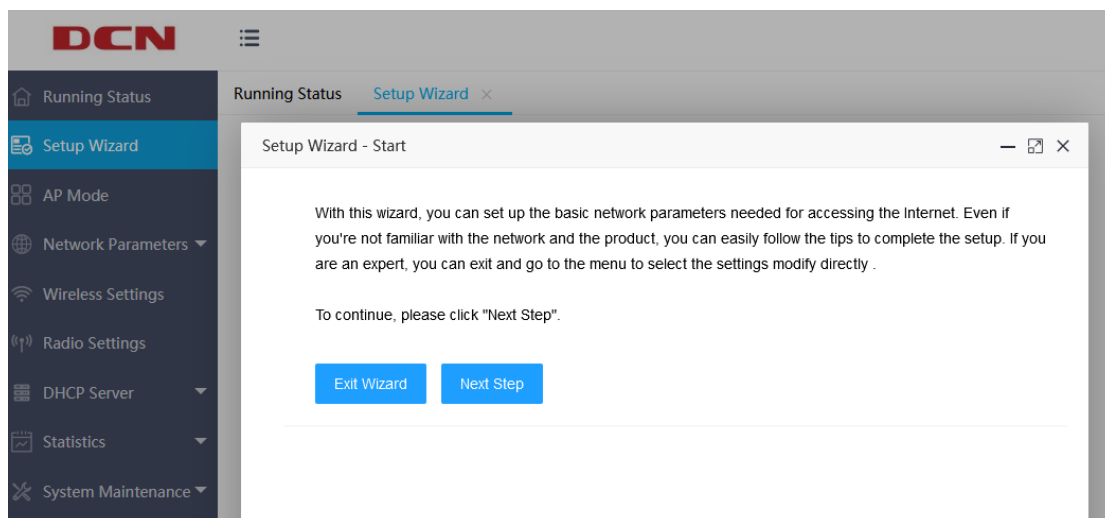 DCN
Running Status
Setup Wizard
AP Mode
Network Parameters
Wireless Settings
Radio Settings
DHCP Server
Statistics
System Maintenance
Running Status Setup Wizard
Setup Wizard - Start
With this wizard, you can set up the basic network parameters needed for accessing the Internet. Even if
you're not familiar with the network and the product, you can easily follow the tips to complete the setup. If you
are an expert, you can exit and go to the menu to select the settings modify directly .
To continue, please click "Next Step".
Exit Wizard Next Step